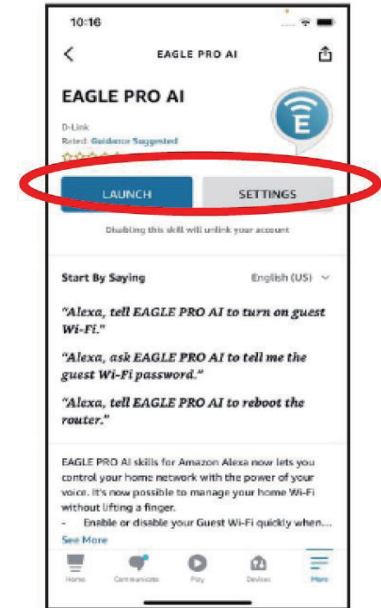 10:16
EAGLE PRO AI
EAGLE PRO AI
D-Link
Rated: Guidance Suggested
LAUNCH
SETTINGS
Disabling this skill will unlink your account
Start By Saying
English (US)
"Alexa, tell EAGLE PRO AI to turn on guest
Wi-Fi."
"Alexa, ask EAGLE PRO AI to tell me the
guest Wi-Fi password."
"Alexa, tell EAGLE PRO AI to reboot the
router."
EAGLE PRO AI skills for Amazon Alexa now lets you
control your home network with the power of your
voice. It's now possible to manage your home Wi-Fi
without lifting a finger.
- Enable or disable your Guest Wi-Fi quickly when...
See More
Home
Communicate
Play
Devices
More